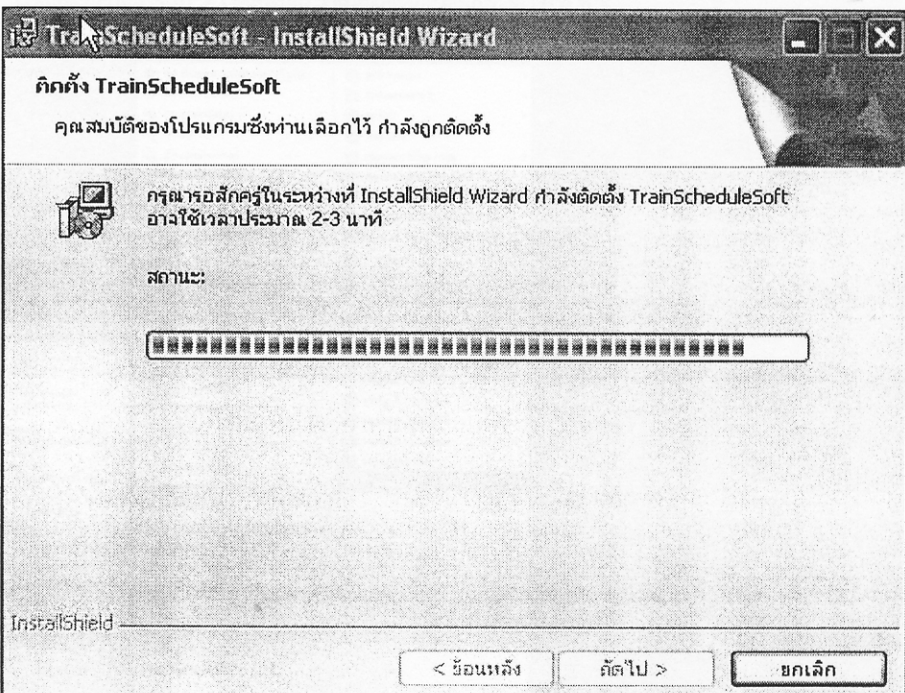 TrainScheduleSoft - InstallShield Wizard
ติดตั้ง TrainScheduleSoft
คุณสมบัติของโปรแกรมซึ่งท่านเลือกไว้ กำลังถูกติดตั้ง
กรุณารอสักครู่ในระหว่างที่ InstallShield Wizard กำลังติดตั้ง TrainScheduleSoft
อาจใช้เวลาประมาณ 2-3 นาที
สถานะ:
InstallShield
< ย้อนหลัง
ถัดไป >
ยกเลิก